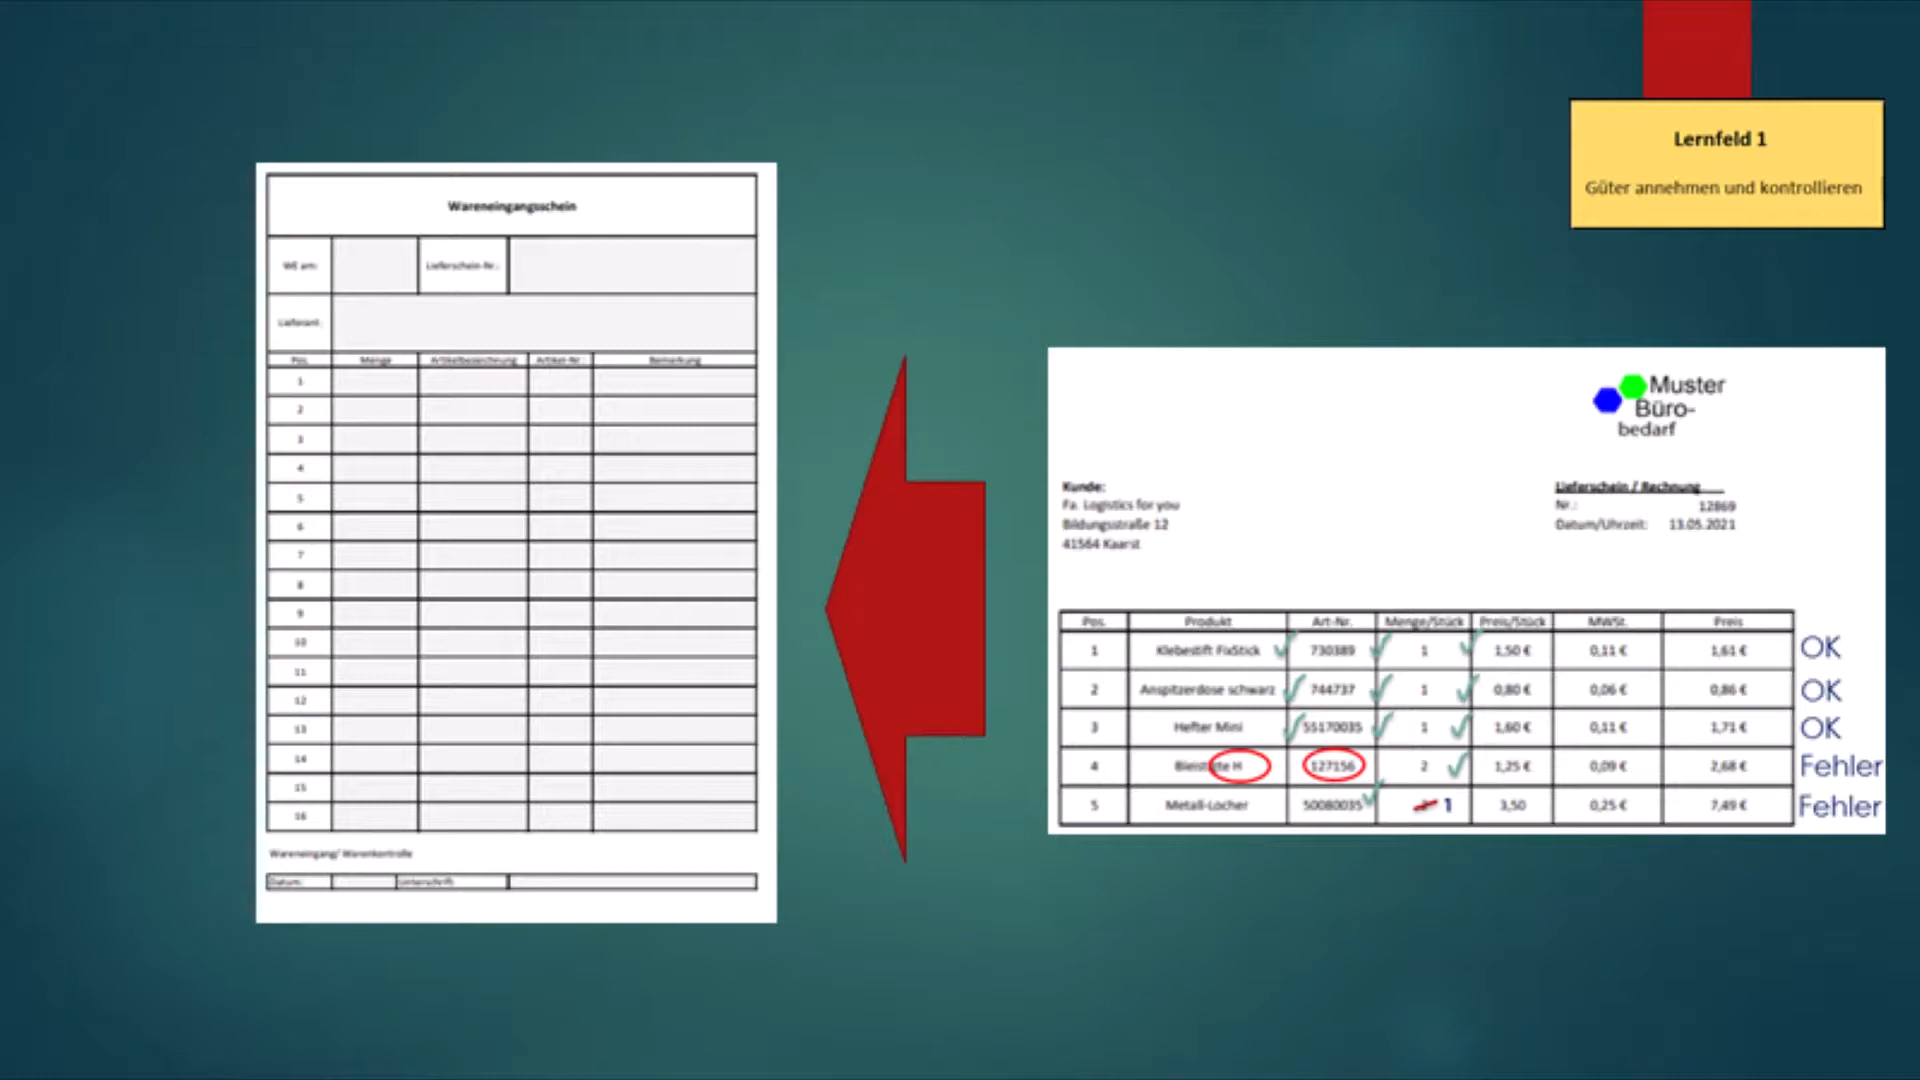 Lernfeld 1
Güter annehmen und kontrollieren
Wareneingangsschein
WE am: Lieferschein-Nr.:
Lieferant:
Pos. Menge Artikelbezeichnung Artikel-Nr.: Bemerkung
1
2
3
4
5
6
7
8
9
10
11
12
13
14
15
16
Wareneingang/ Warenkontrolle
Datum: Unterschrift:
Muster
Büro-
bedarf
Kunde:
Fa. Logistics for you
Bildungsstraße 12
41564 Kaarst
Lieferschein / Rechnung
Nr.: 12869
Datum/Uhrzeit: 13.05.2021
Pos. Produkt Art-Nr. Menge/Stück Preis/Stück MWSt. Preis
1 Klebestift FixStick 730389 1 1,50 € 0,11 € 1,61 € OK
2 Anspitzerdose schwarz 744737 1 0,80 € 0,06 € 0,86 € OK
3 Hefter Mini 55170035 1 1,60 € 0,11 € 1,71 € OK
4 Bleistifte H 127156 2 1,25 € 0,09 € 2,68 € Fehler
5 Metall-Locher 50080035 1 3,50 0,25 € 7,49 € Fehler